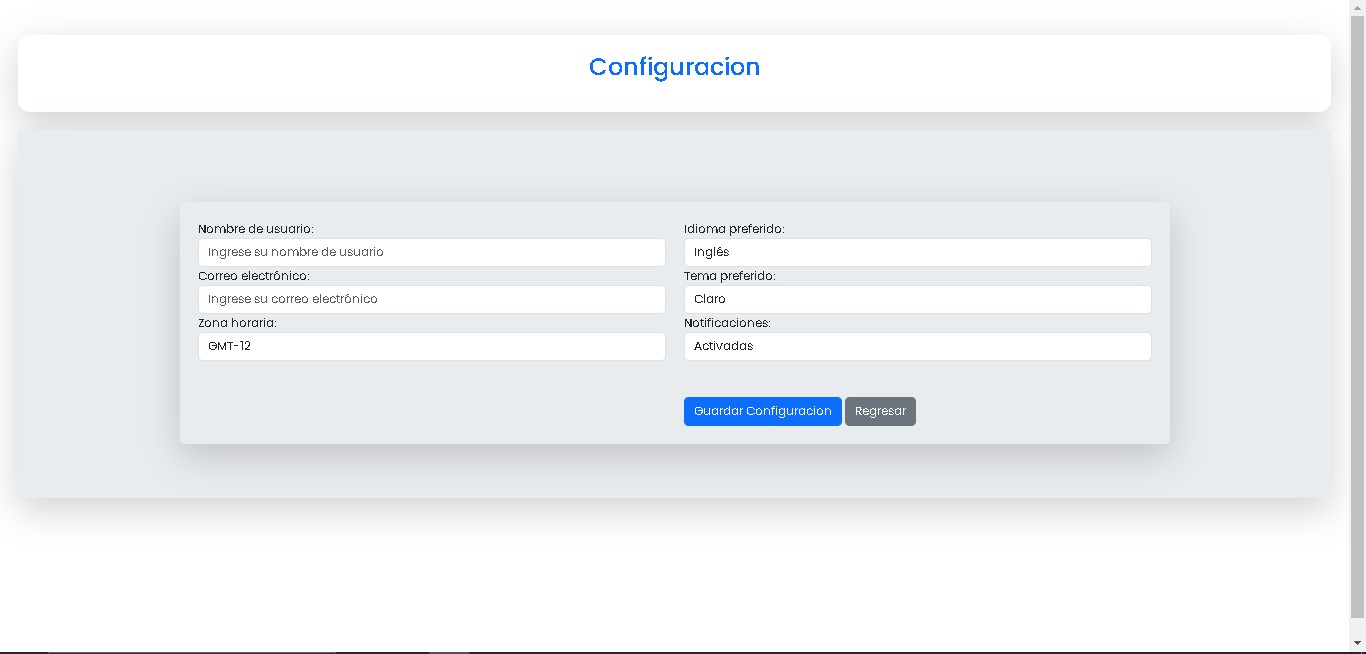 Configuracion
Nombre de usuario:
Ingrese su nombre de usuario
Correo electrónico:
Ingrese su correo electrónico
Zona horaria:
GMT-12
Idioma preferido:
Inglés
Tema preferido:
Claro
Notificaciones:
Activadas
Guardar Configuracion Regresar